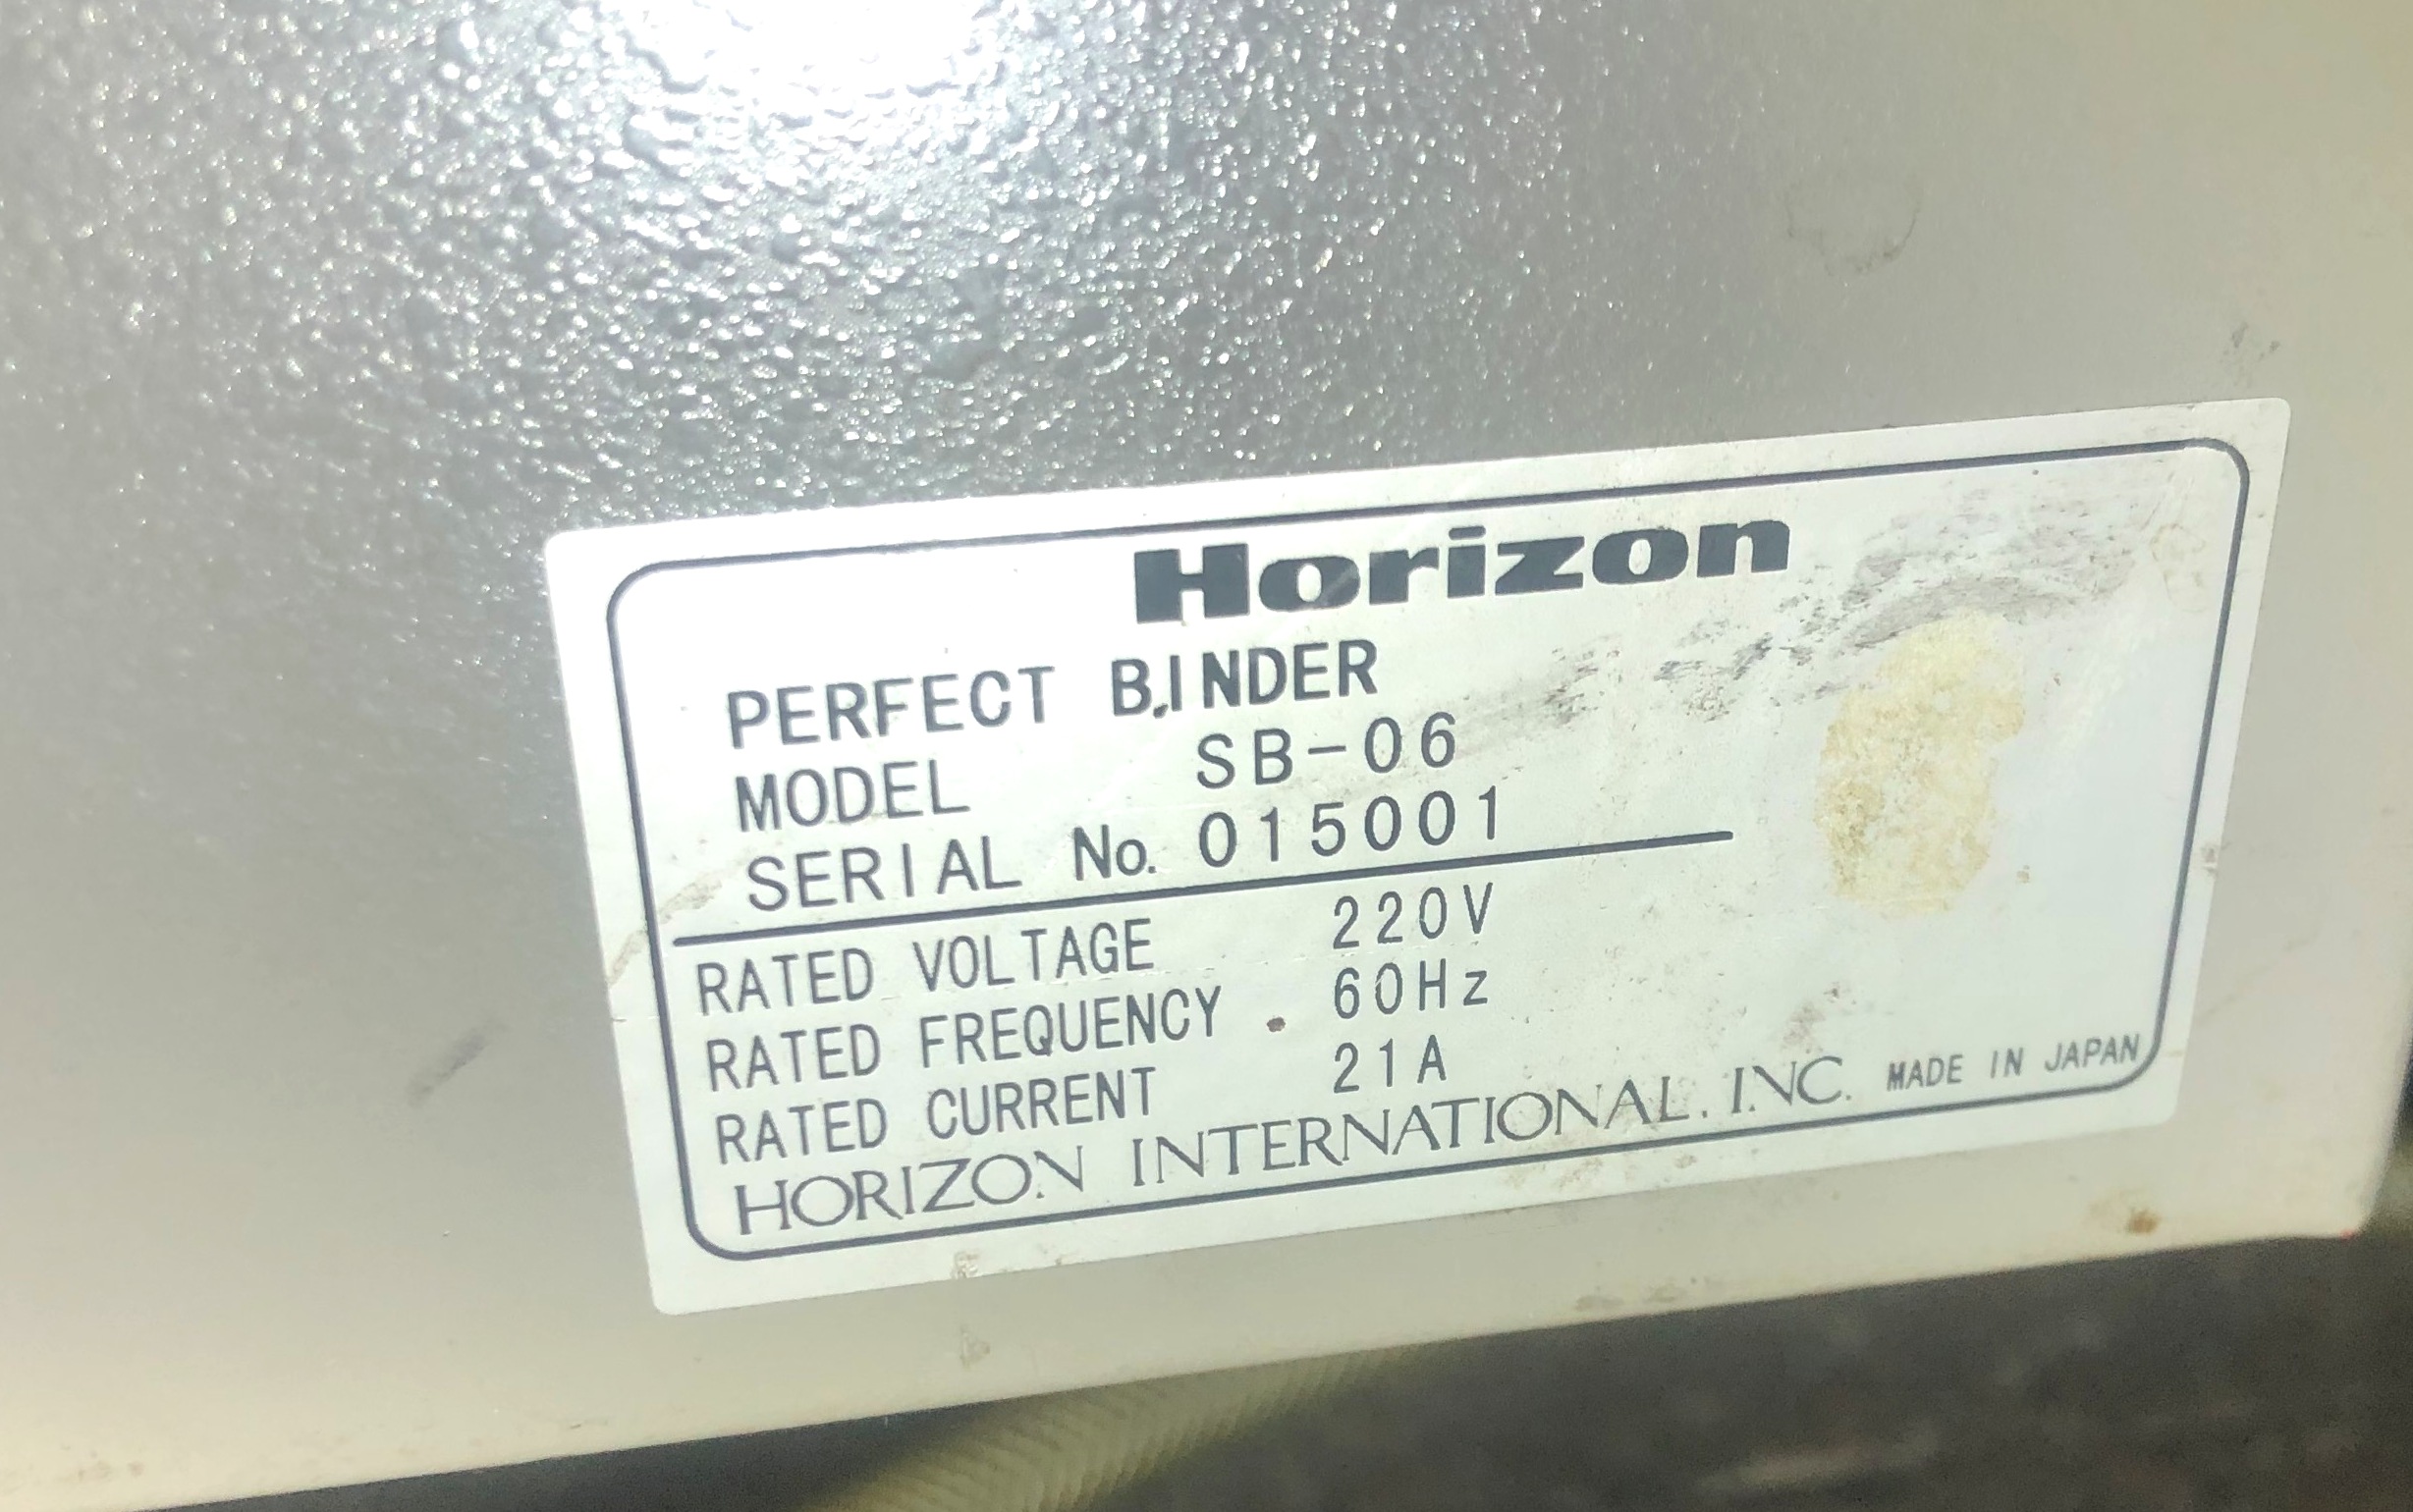 Horizon
PERFECT BINDER
MODEL SB-06
SERIAL No. 015001
RATED VOLTAGE 220V
RATED FREQUENCY 60Hz
RATED CURRENT 21A
HORIZON INTERNATIONAL. INC. MADE IN JAPAN